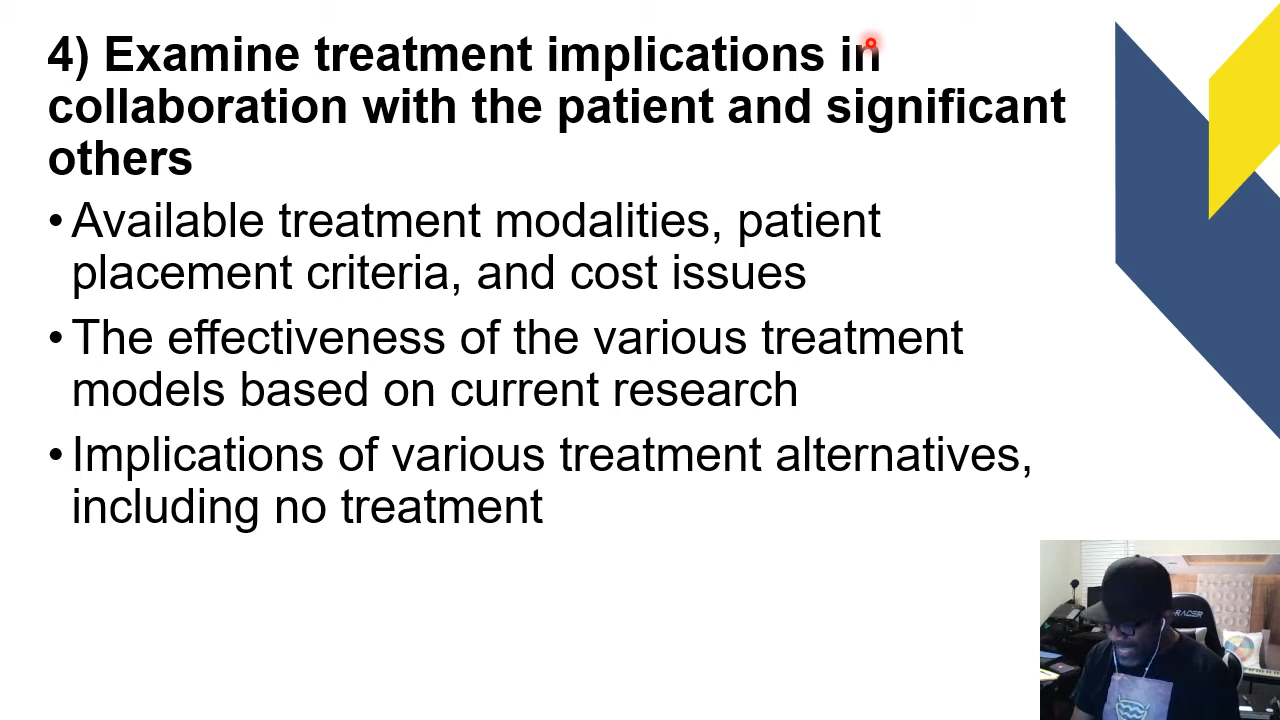 4) Examine treatment implications in
collaboration with the patient and significant
others
• Available treatment modalities, patient
placement criteria, and cost issues
• The effectiveness of the various treatment
models based on current research
• Implications of various treatment alternatives,
including no treatment
RACER